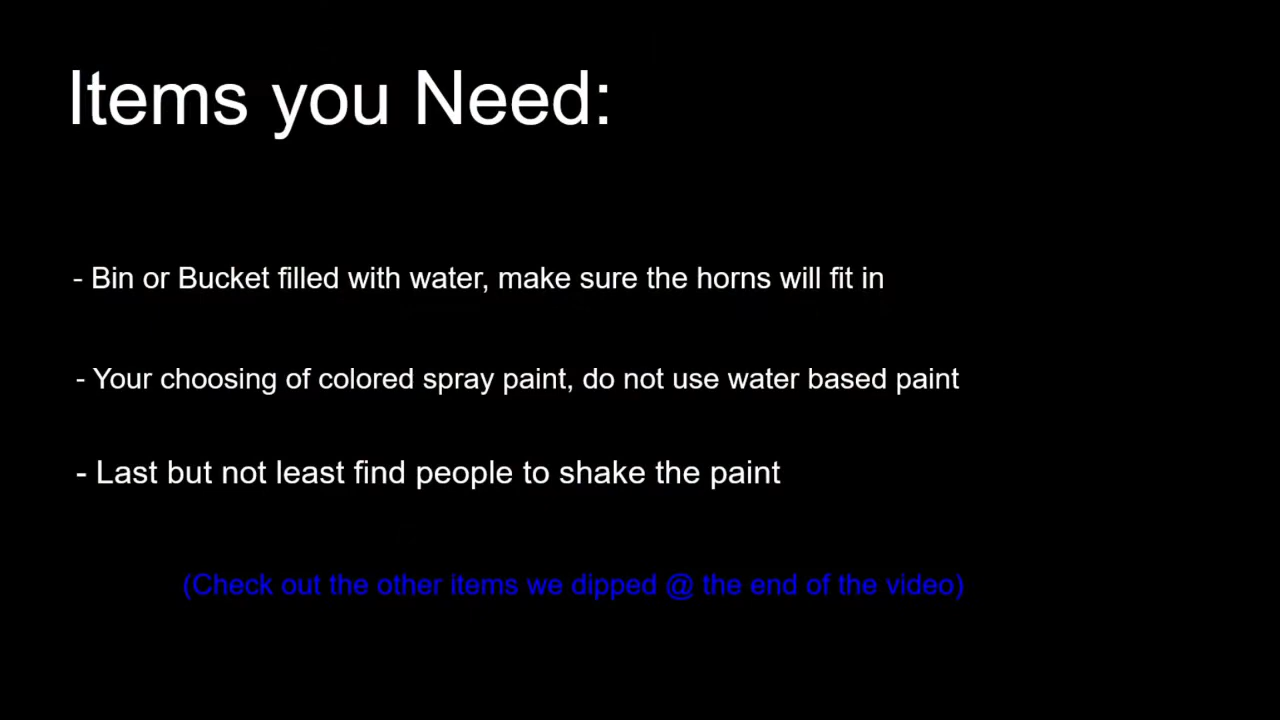 Items you Need:
- Bin or Bucket filled with water, make sure the horns will fit in
- Your choosing of colored spray paint, do not use water based paint
- Last but not least find people to shake the paint
(Check out the other items we dipped @ the end of the video)